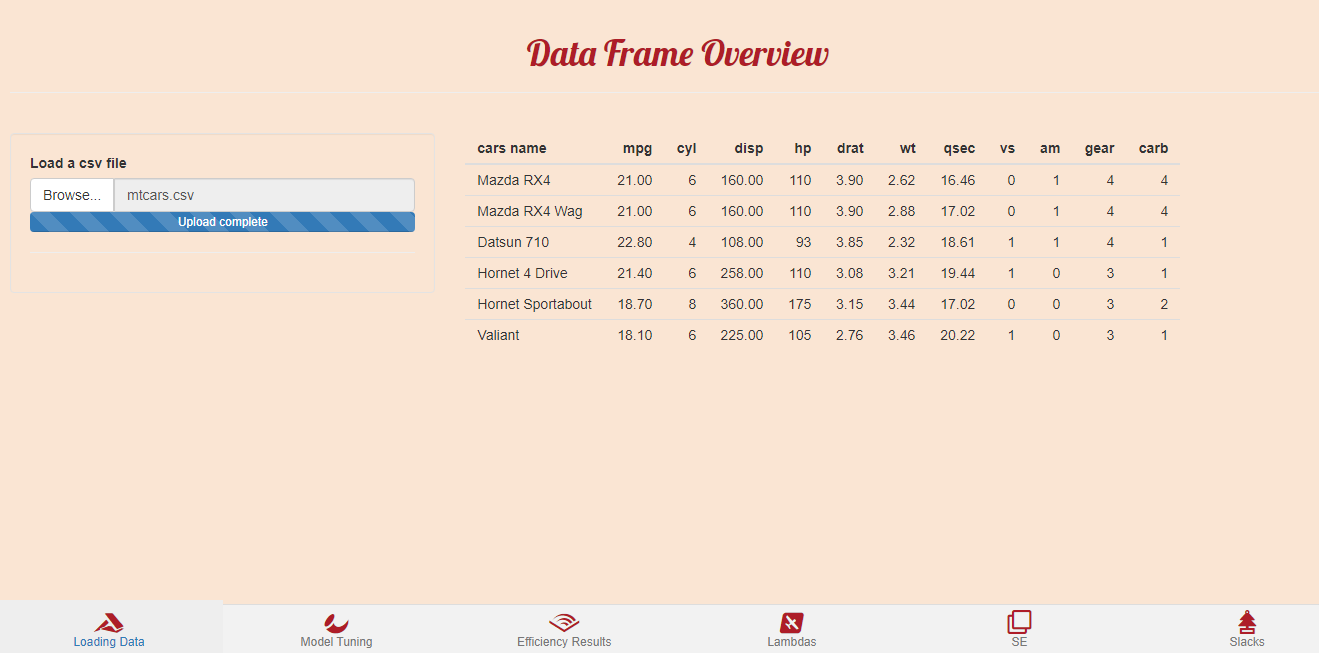 Data Frame Overview
Load a csv file
Browse... mtcars.csv
Upload complete
cars name mpg cyl disp hp drat wt qsec vs am gear carb
Mazda RX4 21.00 6 160.00 110 3.90 2.62 16.46 0 1 4 4
Mazda RX4 Wag 21.00 6 160.00 110 3.90 2.88 17.02 0 1 4 4
Datsun 710 22.80 4 108.00 93 3.85 2.32 18.61 1 1 4 1
Hornet 4 Drive 21.40 6 258.00 110 3.08 3.21 19.44 1 0 3 1
Hornet Sportabout 18.70 8 360.00 175 3.15 3.44 17.02 0 0 3 2
Valiant 18.10 6 225.00 105 2.76 3.46 20.22 1 0 3 1
Loading Data Model Tuning Efficiency Results Lambdas SE Slacks